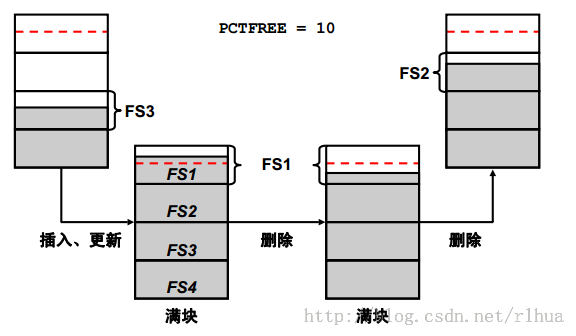 PCTFREE = 10
FS3
FS2
FS1
FS1
FS2
FS3
FS4
插入、更新
删除
删除
满块
满块
http://blog.csdn.net/rlhua